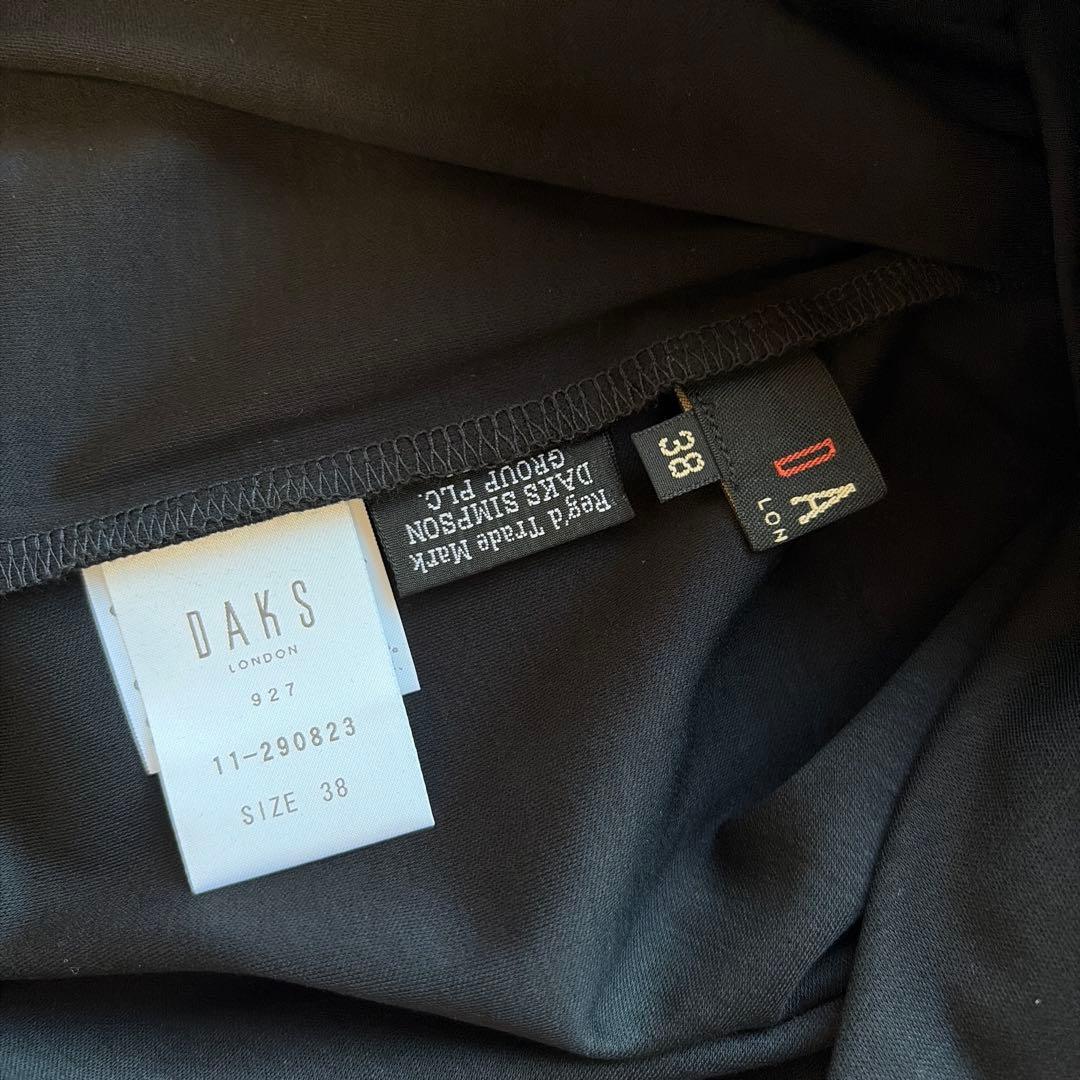 DAKS
LONDON
927
11-290823
SIZE 38
Reg'd Trade Mark
DAKS SIMPSON
GROUP PLC.
38
DA
LON